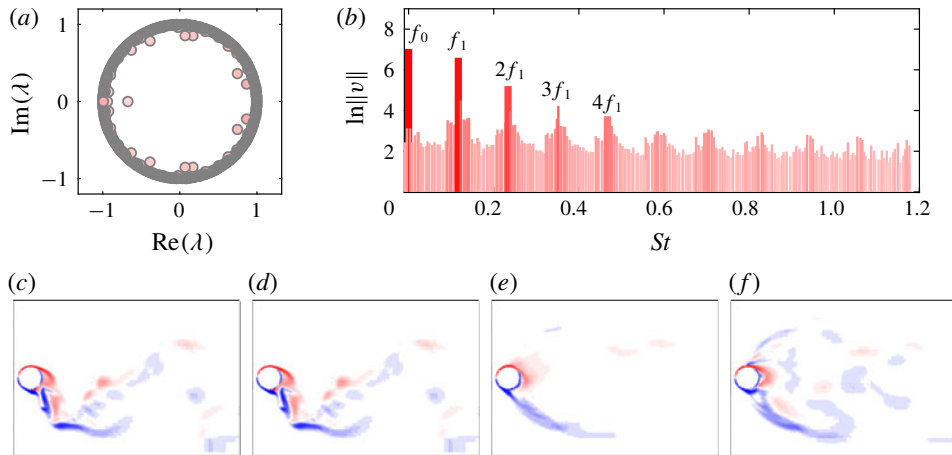 (a)
(b)
1
0
−1
Im(λ)
−1 0 1
Re(λ)
8
6
4
2
ln||v||
f0
f1
2f1
3f1
4f1
0 0.2 0.4 0.6 0.8 1.0 1.2
St
(c) (d) (e) (f)